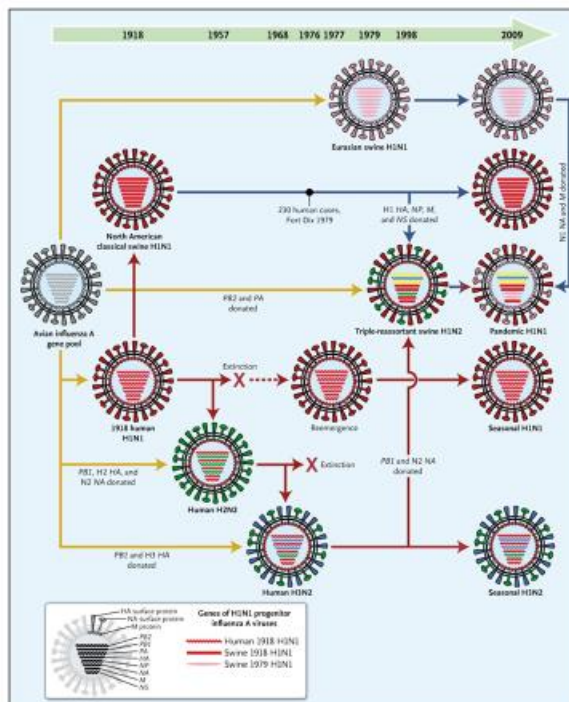 1918 1957 1968 1976 1977 1979 1998 2009
Eurasian swine H1N1
N1 NA and M donated
North American
classical swine H1N1
230 human cases,
Fort Dix 1979
H1 HA, NP, M,
and NS donated
Avian influenza A
gene pool
PB2 and PA
donated
Triple-reassortant swine H1N2
Pandemic H1N1
1918 human
H1N1
Extinction
X
Reemergence
Seasonal H1N1
PB1, H2 HA, and
N2 NA donated
Human H2N2
X Extinction
PB1 and N2 NA
donated
PB1 and H3 HA
donated
Human H3N2
Seasonal H3N2
HA surface protein
NA surface protein
M protein
PB2
PB1
PA
HA
NP
NA
M
NS
Genes of H1N1 progenitor
influenza A viruses
Human 1918 H1N1
Swine 1918 H1N1
Swine 1979 H1N1